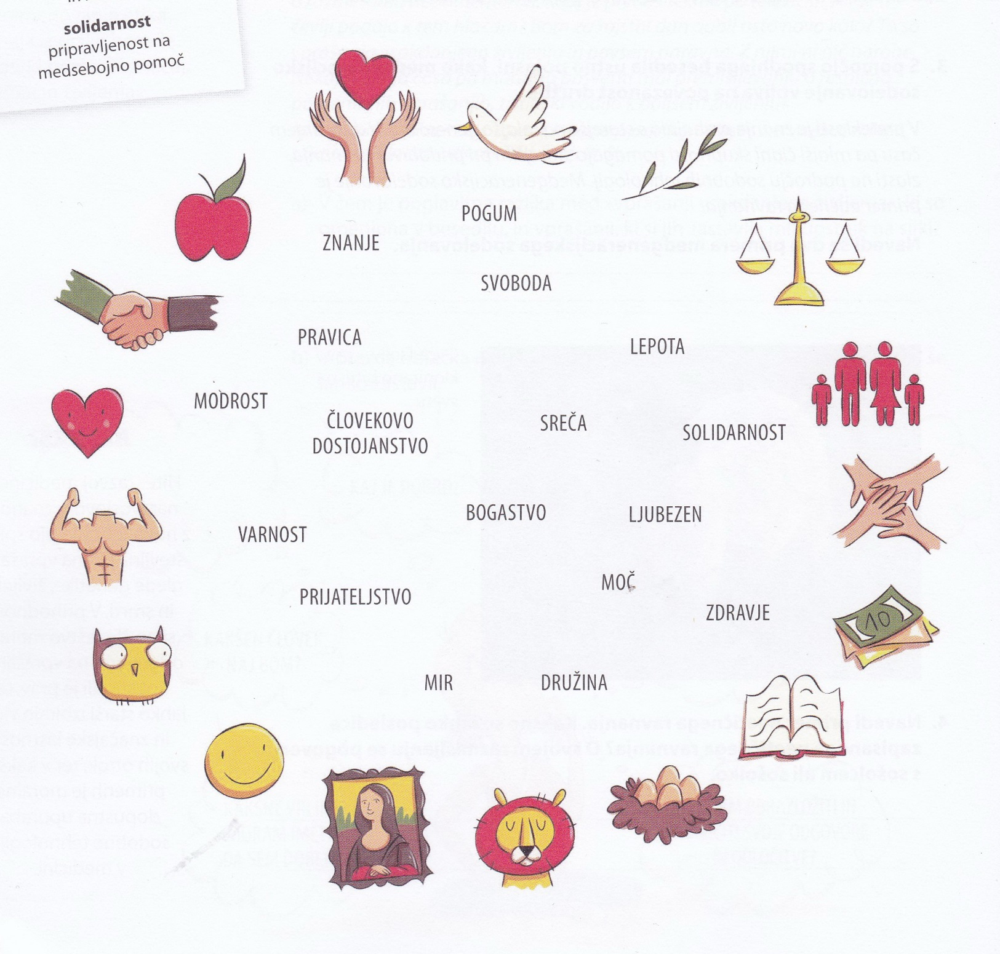 solidarnost
pripravljenost na
medsebojno pomoč
POGUM
ZNANJE
SVOBODA
PRAVICA
LEPOTA
MODROST
ČLOVEKOVO
DOSTOJANSTVO
SREČA
SOLIDARNOST
BOGASTVO
LJUBEZEN
VARNOST
MOČ
PRIJATELJSTVO
ZDRAVJE
10
MIR
DRUŽINA